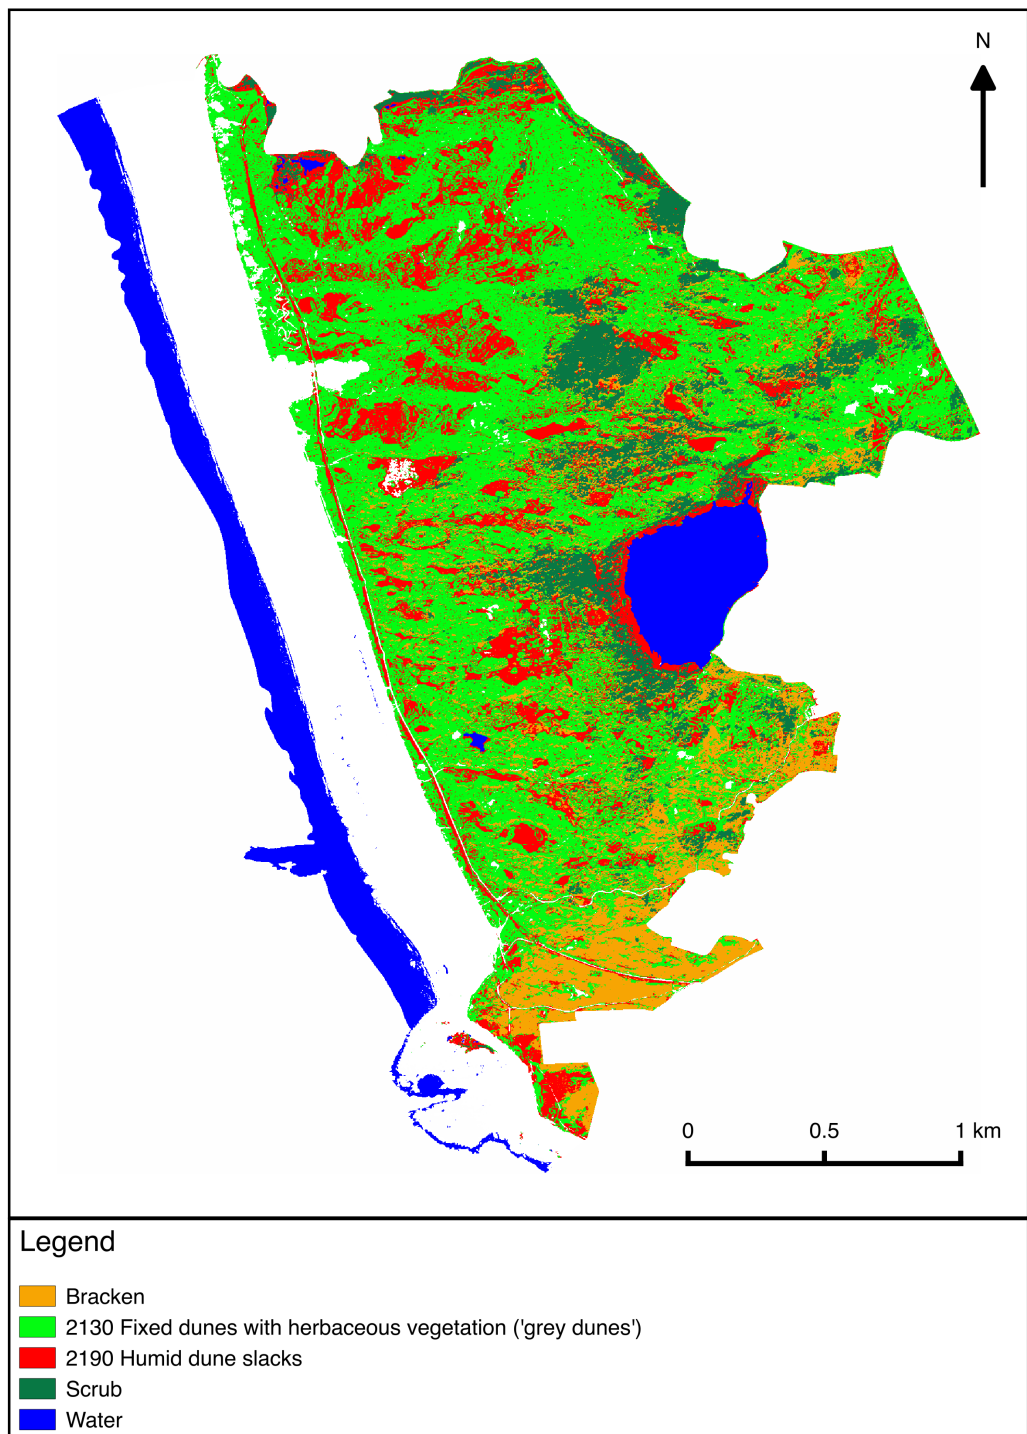 N
0 0.5 1 km
Legend
Bracken
2130 Fixed dunes with herbaceous vegetation ('grey dunes')
2190 Humid dune slacks
Scrub
Water